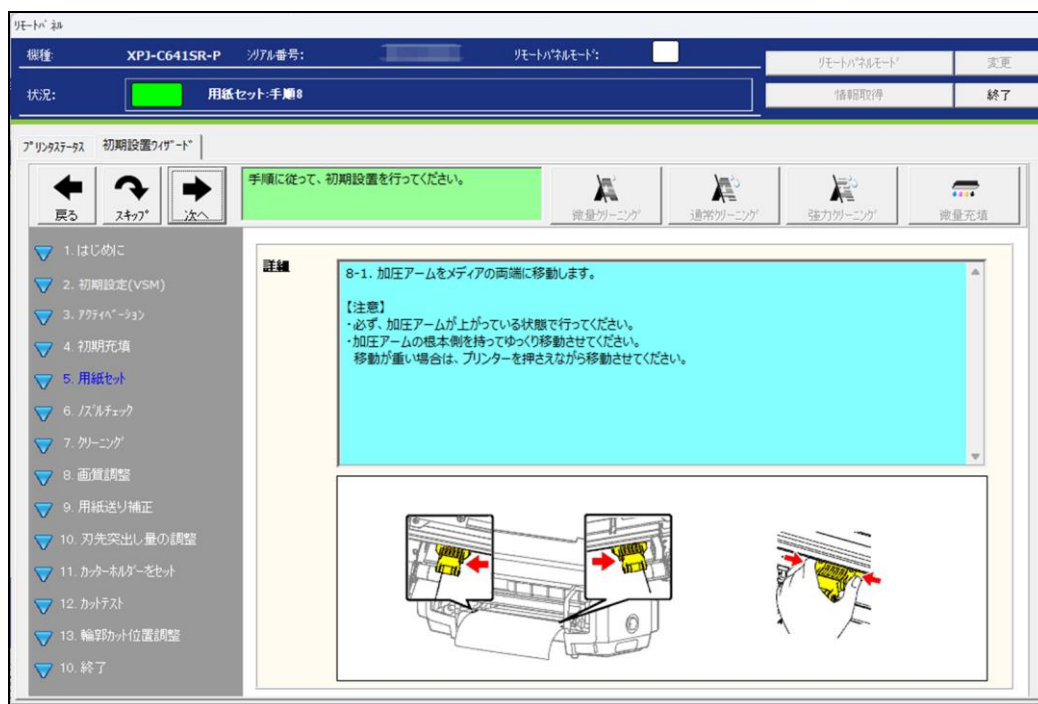 リモートパネル
機種: XPJ-C641SR-P シリアル番号: リモートパネルモード:
リモートパネルモード 変更
状況: 用紙セット:手順8
情報取得 終了
プリンタステータス 初期設置ウィザード
戻る スキップ 次へ
手順に従って、初期設置を行ってください。
微量クリーニング 通常クリーニング 強力クリーニング 微量充填
1. はじめに
2. 初期設定(VSM)
3. アクティベーション
4. 初期充填
5. 用紙セット
6. ノズルチェック
7. クリーニング
8. 画質調整
9. 用紙送り補正
10. 刃先突出し量の調整
11. カッターホルダーをセット
12. カットテスト
13. 輪郭カット位置調整
10. 終了
詳細
8-1. 加圧アームをメディアの両端に移動します。
【注意】
・必ず、加圧アームが上がっている状態で行ってください。
・加圧アームの根本側を持ってゆっくり移動させてください。
移動が重い場合は、プリンターを押さえながら移動させてください。